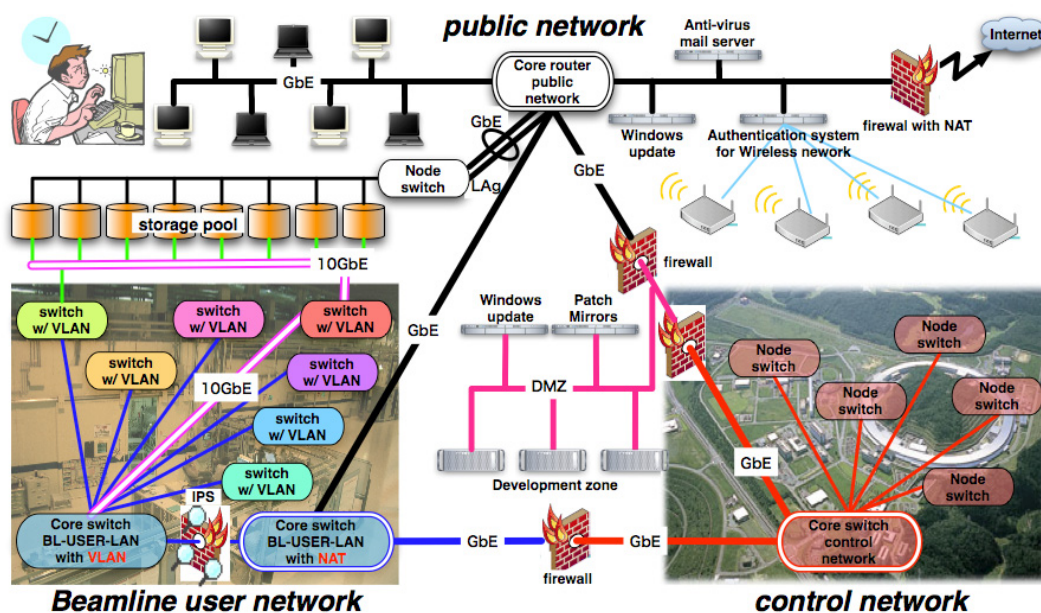 public network
Anti-virus
mail server
Internet
Core router
public
network
GbE
firewal with NAT
Windows
update
Authentication system
for Wireless nework
GbE
LAg
Node
switch
GbE
storage pool
10GbE
firewall
switch
w/ VLAN
switch
w/ VLAN
switch
w/ VLAN
Windows
update
Patch
Mirrors
GbE
Node
switch
Node
switch
switch
w/ VLAN
switch
w/ VLAN
10GbE
DMZ
Node
switch
Node
switch
switch
w/ VLAN
GbE
switch
w/ VLAN
Development zone
Node
switch
IPS
Core switch
BL-USER-LAN
with VLAN
Core switch
BL-USER-LAN
with NAT
GbE
firewall
GbE
Core switch
control
network
Beamline user network
control network